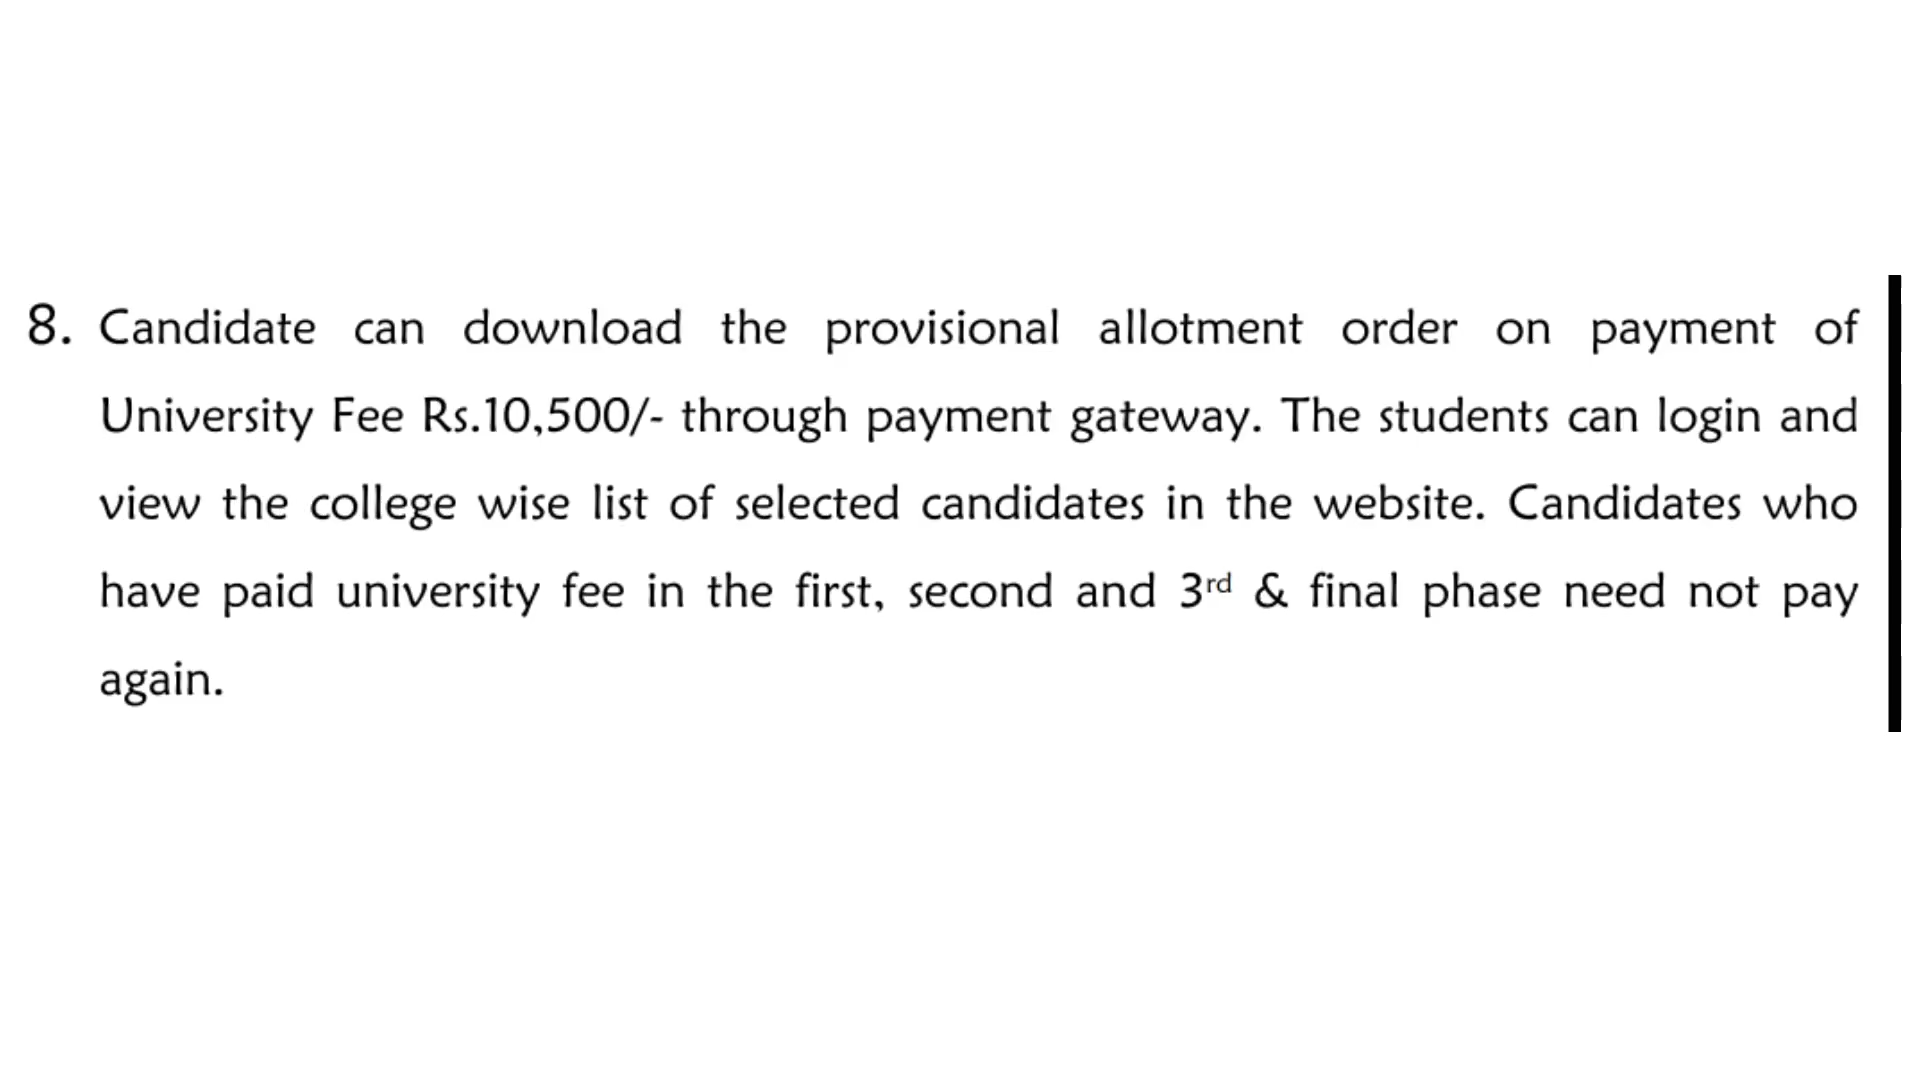 8. Candidate can download the provisional allotment order on payment of
University Fee Rs.10,500/- through payment gateway. The students can login and
view the college wise list of selected candidates in the website. Candidates who
have paid university fee in the first, second and 3rd & final phase need not pay
again.